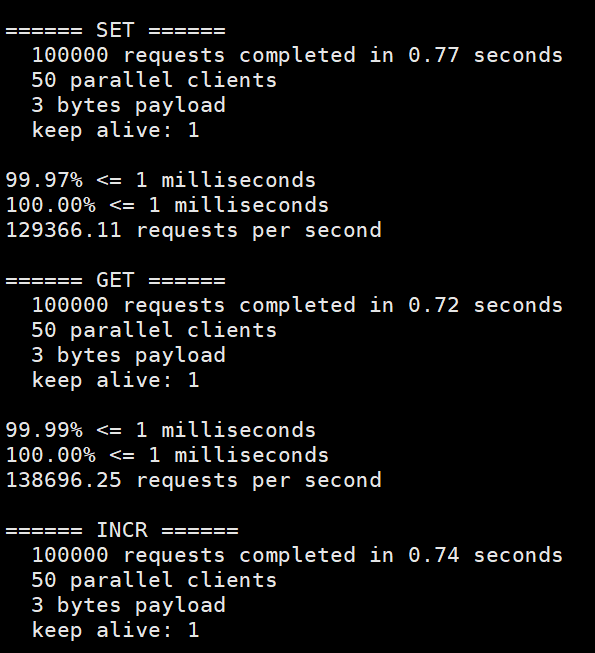 ====== SET ======
  100000 requests completed in 0.77 seconds
  50 parallel clients
  3 bytes payload
  keep alive: 1

99.97% <= 1 milliseconds
100.00% <= 1 milliseconds
129366.11 requests per second

====== GET ======
  100000 requests completed in 0.72 seconds
  50 parallel clients
  3 bytes payload
  keep alive: 1

99.99% <= 1 milliseconds
100.00% <= 1 milliseconds
138696.25 requests per second

====== INCR ======
  100000 requests completed in 0.74 seconds
  50 parallel clients
  3 bytes payload
  keep alive: 1